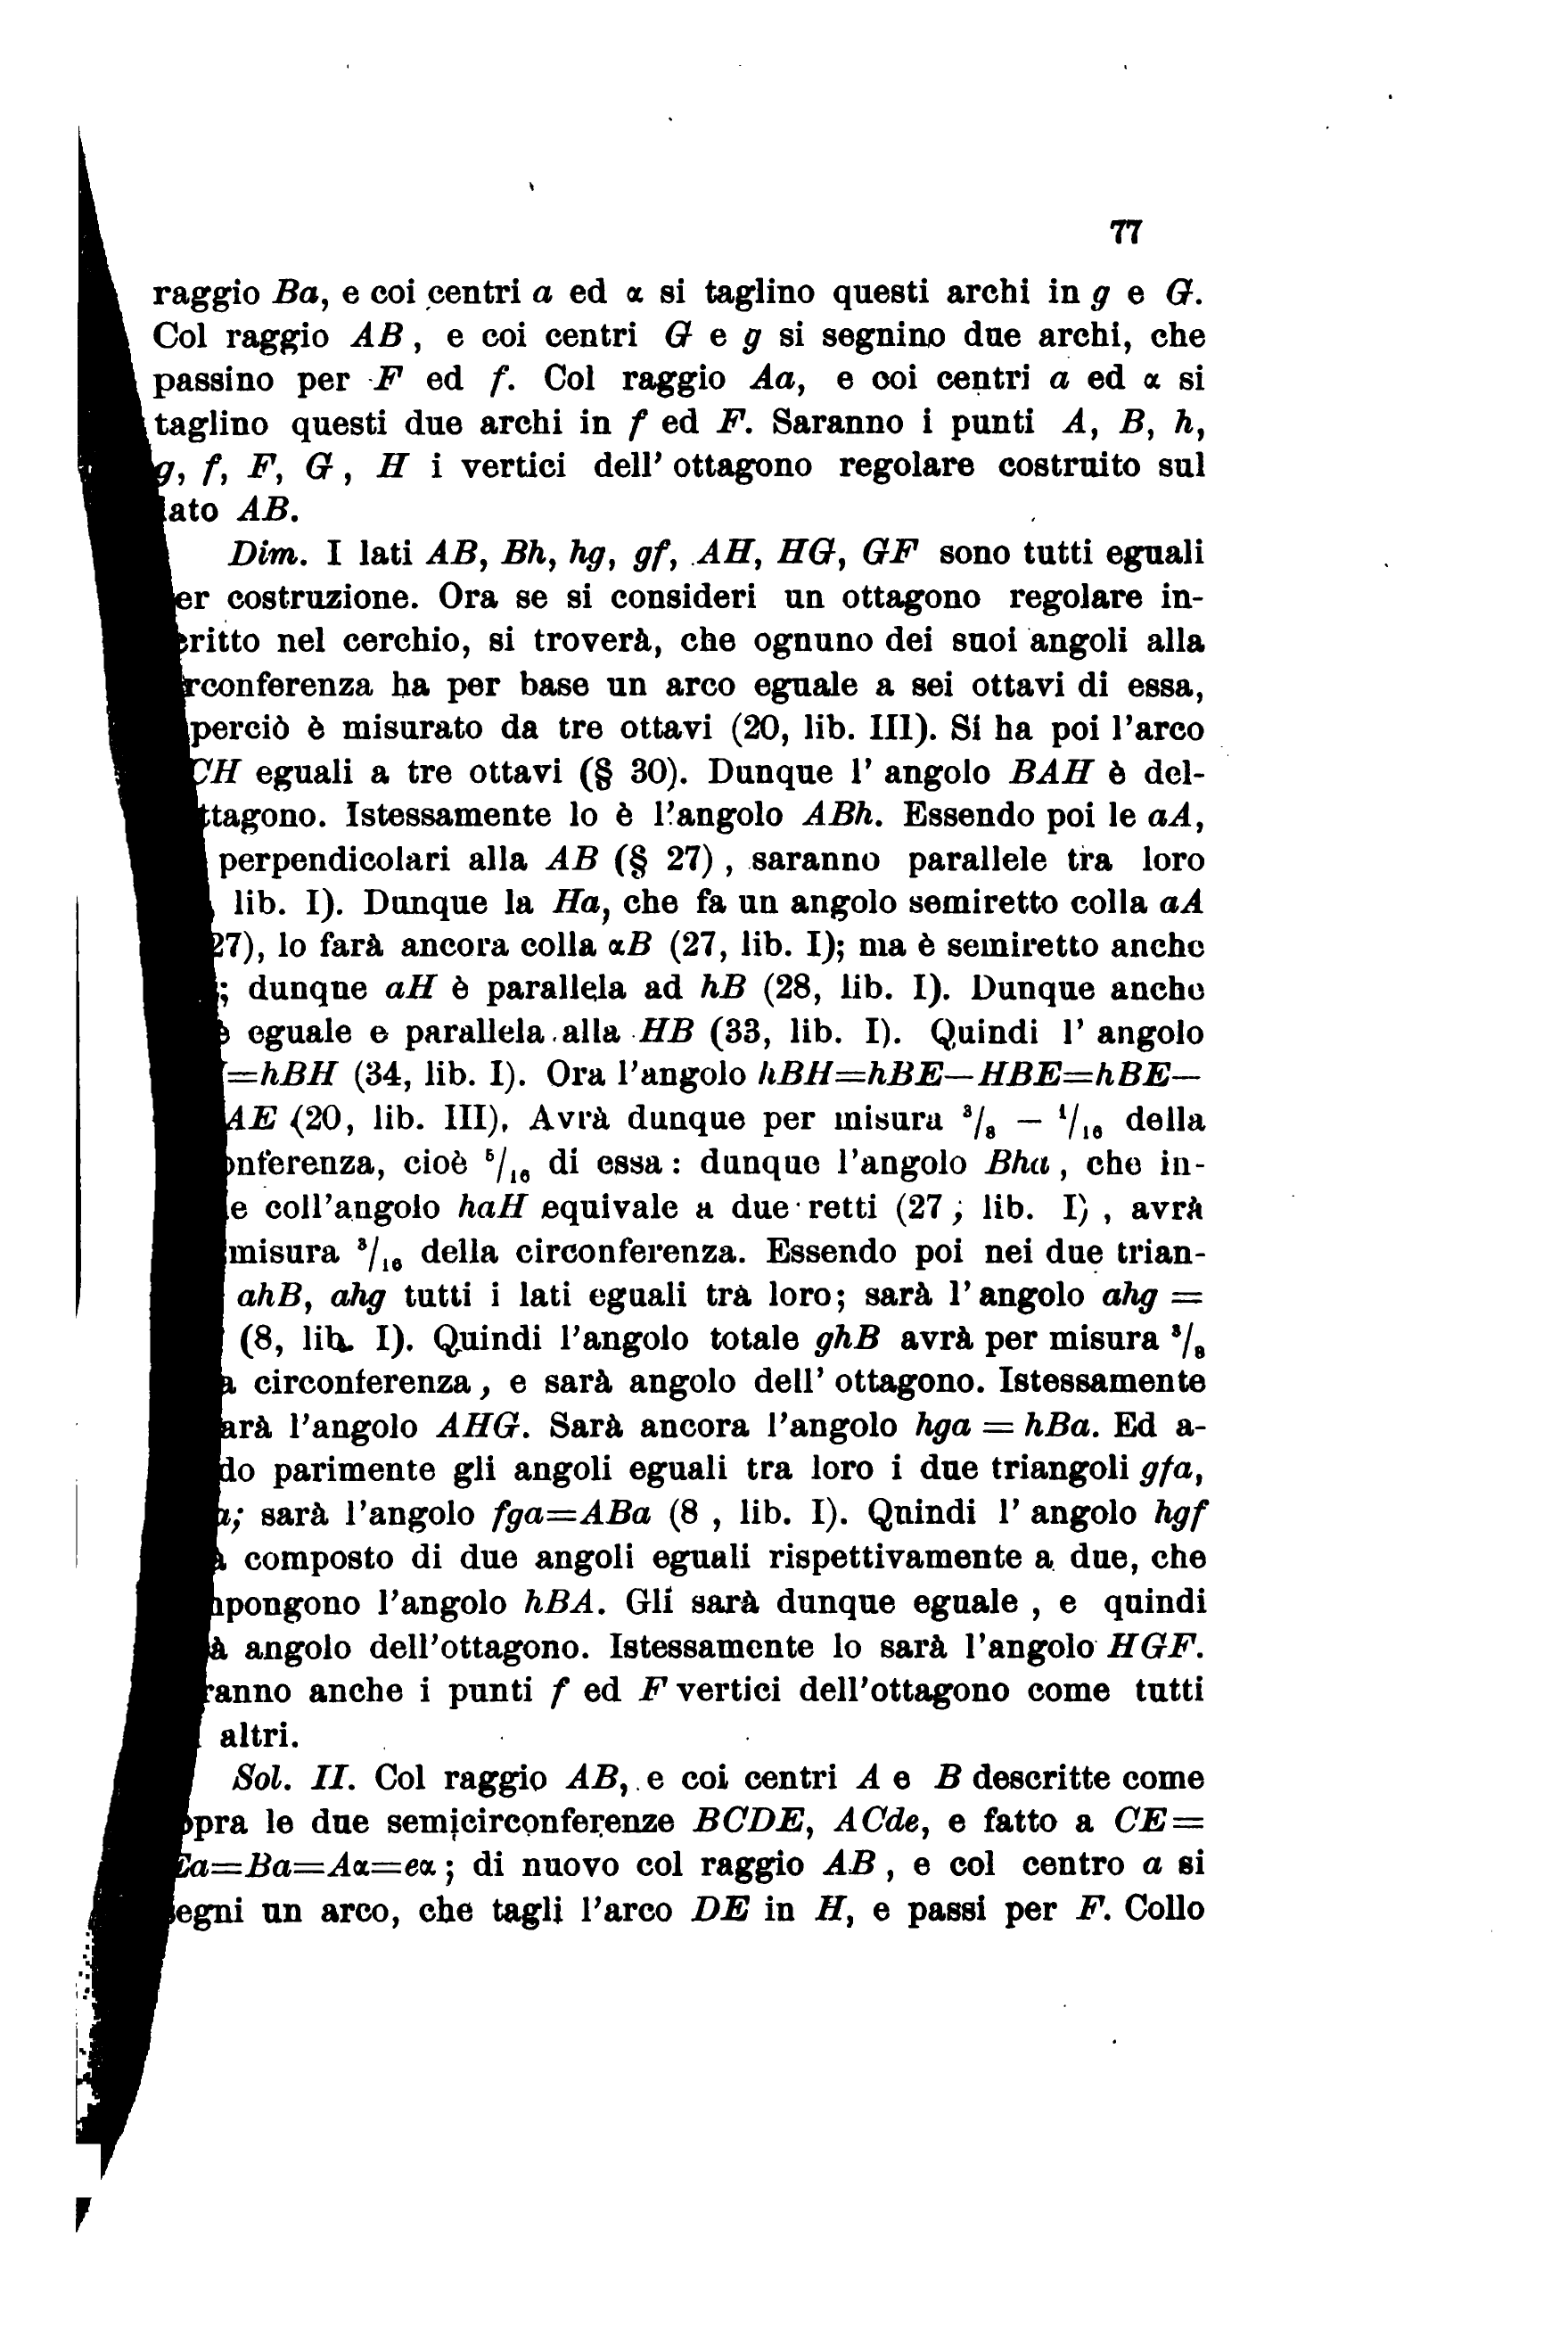 77
raggio Ba, e coi centri a ed α si taglino questi archi in g e G.
Col raggio AB, e coi centri G e g si segnino due archi, che
passino per F ed f. Col raggio Aa, e coi centri a ed α si
taglino questi due archi in f ed F. Saranno i punti A, B, h,
g, f, F, G, H i vertici dell' ottagono regolare costruito sul
ato AB.
Dim. I lati AB, Bh, hg, gf, AH, HG, GF sono tutti eguali
er costruzione. Ora se si consideri un ottagono regolare in-
ritto nel cerchio, si troverà, che ognuno dei suoi angoli alla
rconferenza ha per base un arco eguale a sei ottavi di essa,
perciò è misurato da tre ottavi (20, lib. III). Si ha poi l'arco
CH eguali a tre ottavi (§ 30). Dunque l' angolo BAH è del-
ttagono. Istessamente lo è l'angolo ABh. Essendo poi le aA,
perpendicolari alla AB (§ 27), saranno parallele tra loro
lib. I). Dunque la Ha, che fa un angolo semiretto colla aA
27), lo farà ancora colla αB (27, lib. I); ma è semiretto anche
; dunque aH è parallela ad hB (28, lib. I). Dunque anche
è eguale e parallela alla HB (33, lib. I). Quindi l' angolo
=hBH (34, lib. I). Ora l'angolo hBH=hBE—HBE=hBE—
AE (20, lib. III). Avrà dunque per misura ³/₈ — ¹/₁₆ della
onferenza, cioè ⁵/₁₆ di essa: dunque l'angolo Bha, che in-
e coll'angolo haH equivale a due retti (27, lib. I), avrà
misura ³/₁₆ della circonferenza. Essendo poi nei due trian-
ahB, ahg tutti i lati eguali tra loro; sarà l' angolo ahg =
(8, lib. I). Quindi l'angolo totale ghB avrà per misura ³/₈
a circonferenza, e sarà angolo dell' ottagono. Istessamente
arà l'angolo AHG. Sarà ancora l'angolo hga = hBa. Ed a-
do parimente gli angoli eguali tra loro i due triangoli gfa,
a; sarà l'angolo fga=ABa (8, lib. I). Quindi l' angolo hgf
à composto di due angoli eguali rispettivamente a due, che
pongono l'angolo hBA. Gli sarà dunque eguale, e quindi
à angolo dell'ottagono. Istessamente lo sarà l'angolo HGF.
ranno anche i punti f ed F vertici dell'ottagono come tutti
altri.
Sol. II. Col raggio AB, e coi centri A e B descritte come
opra le due semicirconferenze BCDE, ACde, e fatto a CE=
Ea=Ba=Aα=eα; di nuovo col raggio AB, e col centro a si
egni un arco, che tagli l'arco DE in H, e passi per F. Collo